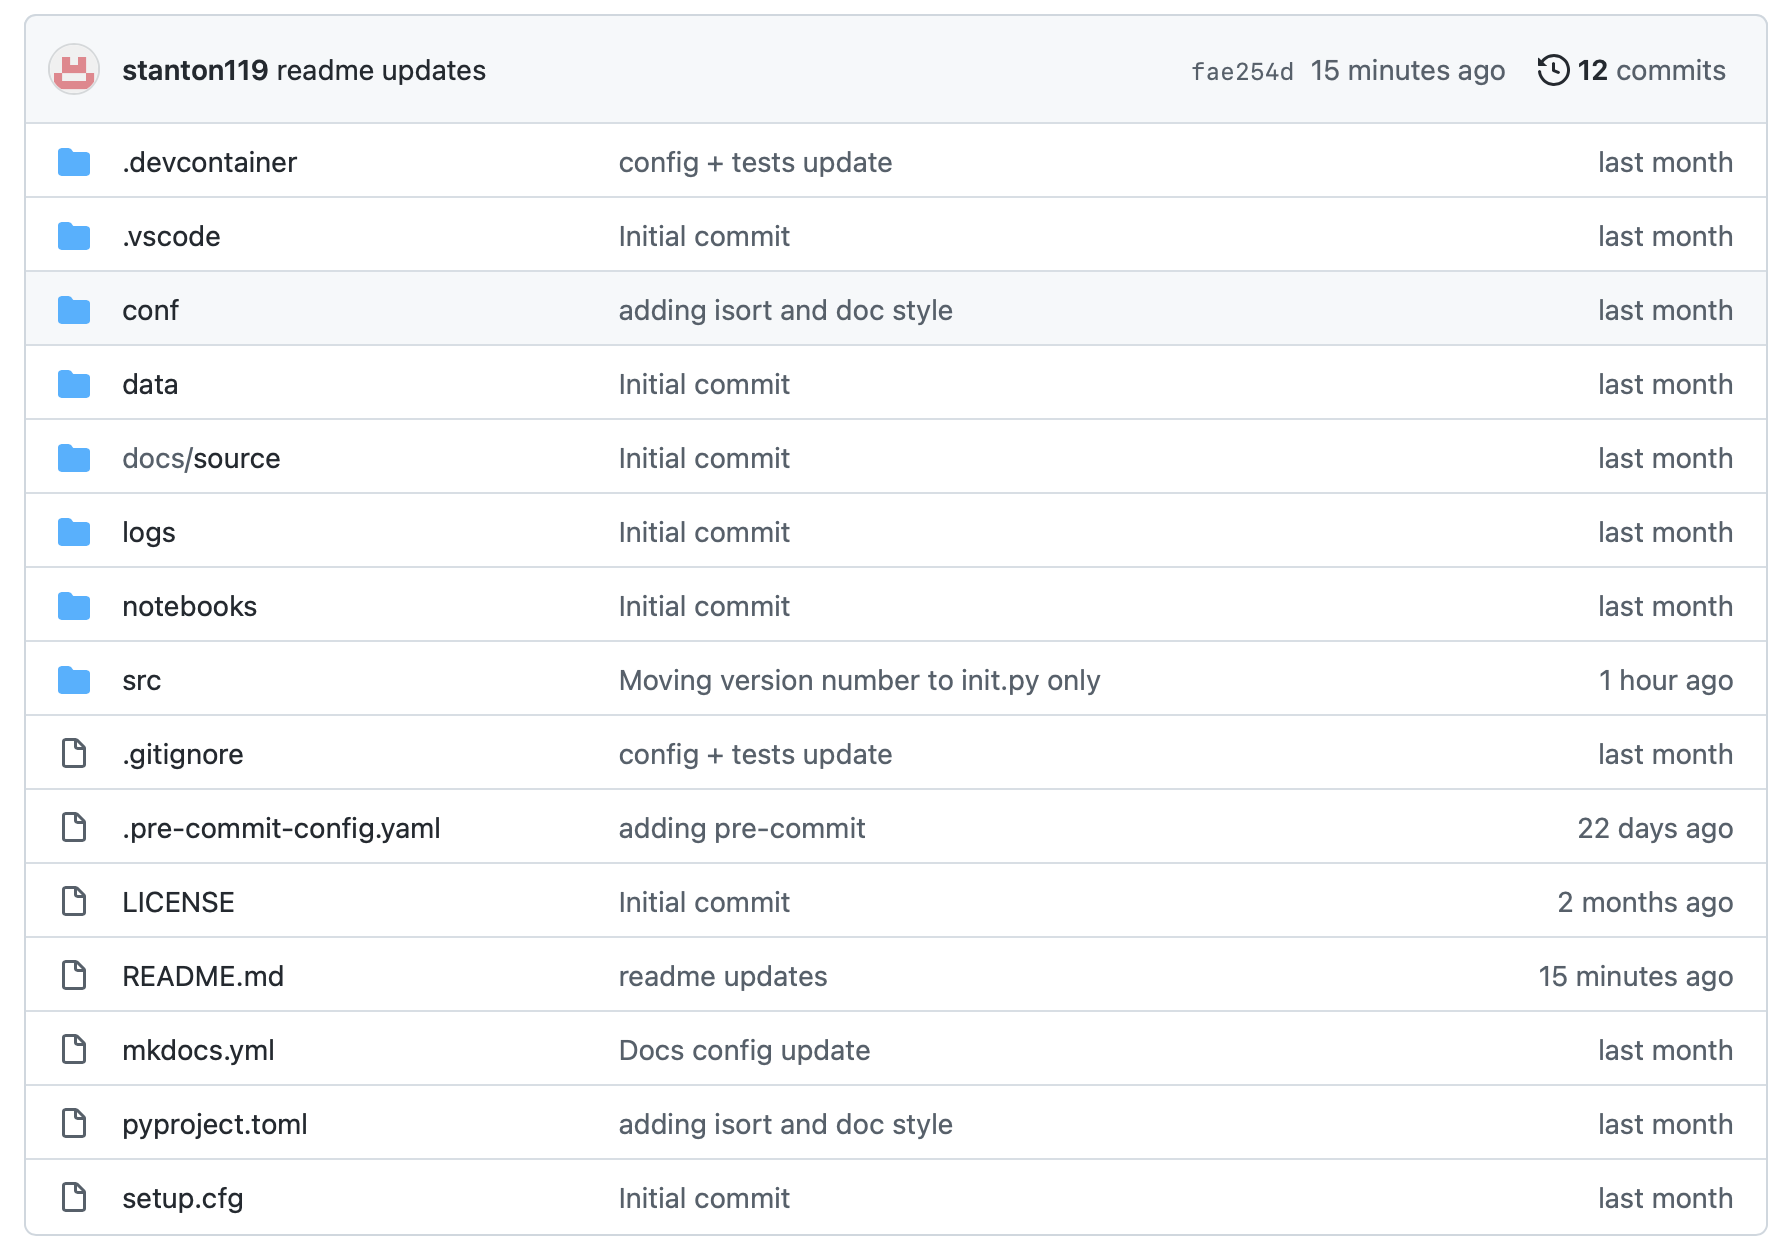 stanton119 readme updates fae254d 15 minutes ago 12 commits
.devcontainer config + tests update last month
.vscode Initial commit last month
conf adding isort and doc style last month
data Initial commit last month
docs/source Initial commit last month
logs Initial commit last month
notebooks Initial commit last month
src Moving version number to init.py only 1 hour ago
.gitignore config + tests update last month
.pre-commit-config.yaml adding pre-commit 22 days ago
LICENSE Initial commit 2 months ago
README.md readme updates 15 minutes ago
mkdocs.yml Docs config update last month
pyproject.toml adding isort and doc style last month
setup.cfg Initial commit last month